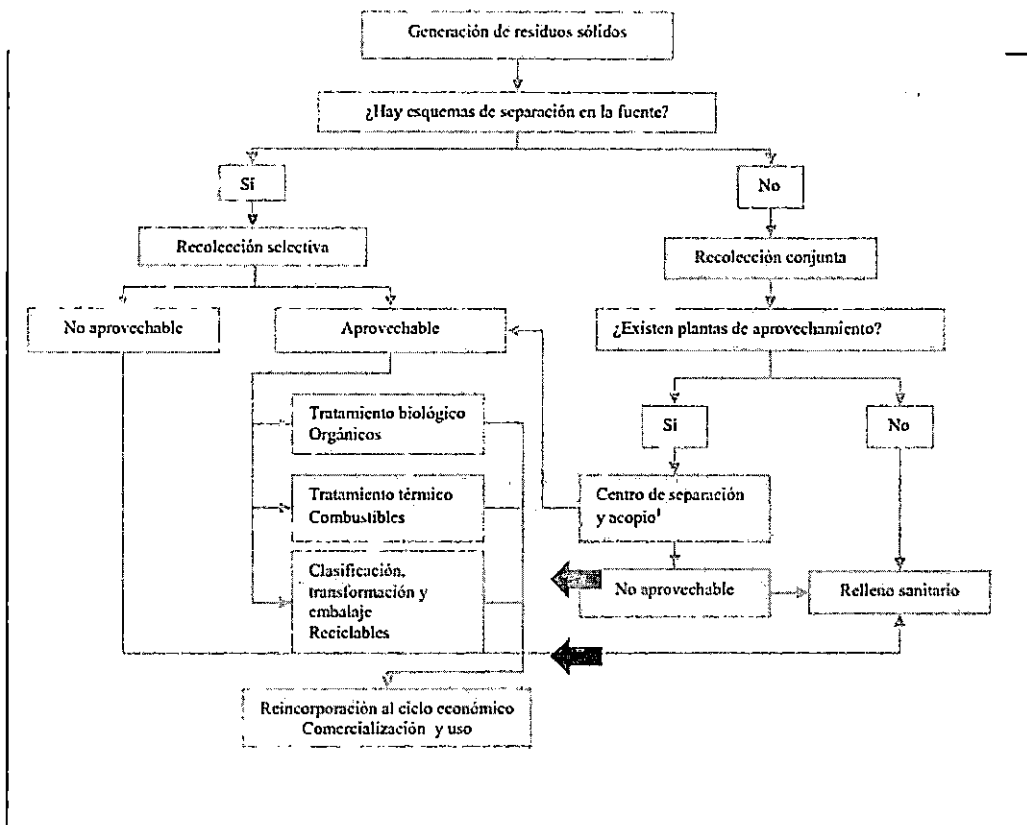 Generación de residuos sólidos
¿Hay esquemas de separación en la fuente?
Sí
No
Recolección selectiva
Recolección conjunta
No aprovechable
Aprovechable
¿Existen plantas de aprovechamiento?
Tratamiento biológico
Orgánicos
Si
No
Tratamiento térmico
Combustibles
Centro de separación
y acopio¹
Clasificación,
transformación y
embalaje
Reciclables
No aprovechable
Relleno sanitario
Reincorporación al ciclo económico
Comercialización y uso